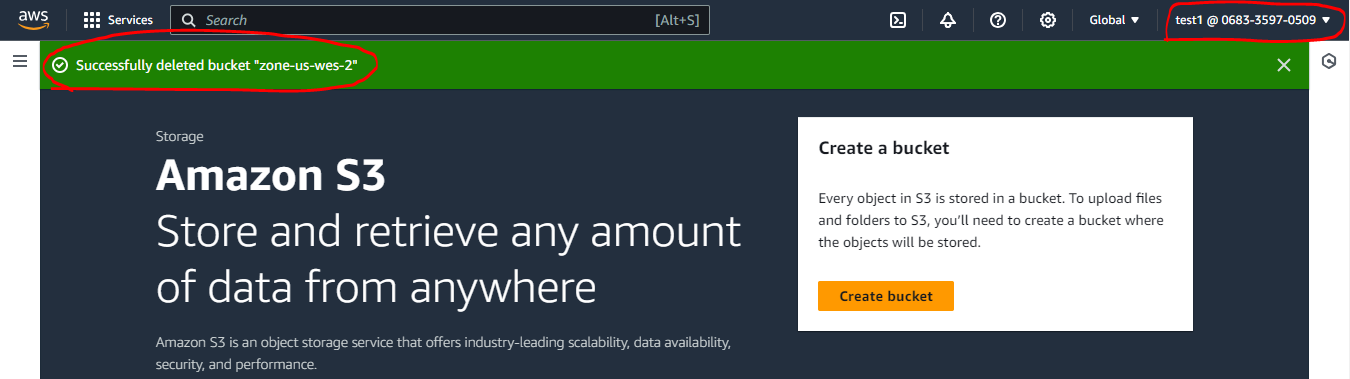 aws
Services
Search
[Alt+S]
Global
test1 @ 0683-3597-0509
Successfully deleted bucket "zone-us-wes-2"
Storage
Amazon S3
Store and retrieve any amount
of data from anywhere
Amazon S3 is an object storage service that offers industry-leading scalability, data availability,
security, and performance.
Create a bucket
Every object in S3 is stored in a bucket. To upload files
and folders to S3, you'll need to create a bucket where
the objects will be stored.
Create bucket